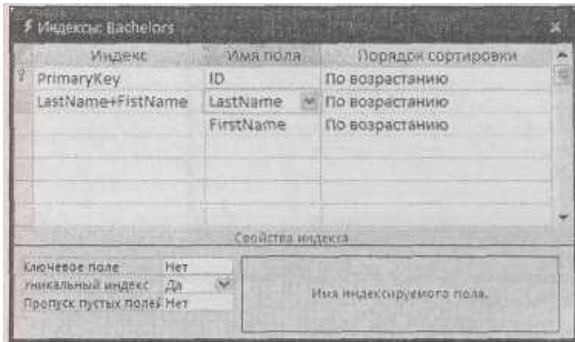 Индексы: Bachelors
Индекс Имя поля Порядок сортировки
PrimaryKey ID По возрастанию
LastName+FistName LastName По возрастанию
FirstName По возрастанию
Свойства индекса
Ключевое поле Нет
Уникальный индекс Да
Пропуск пустых полей Нет
Имя индексируемого поля.